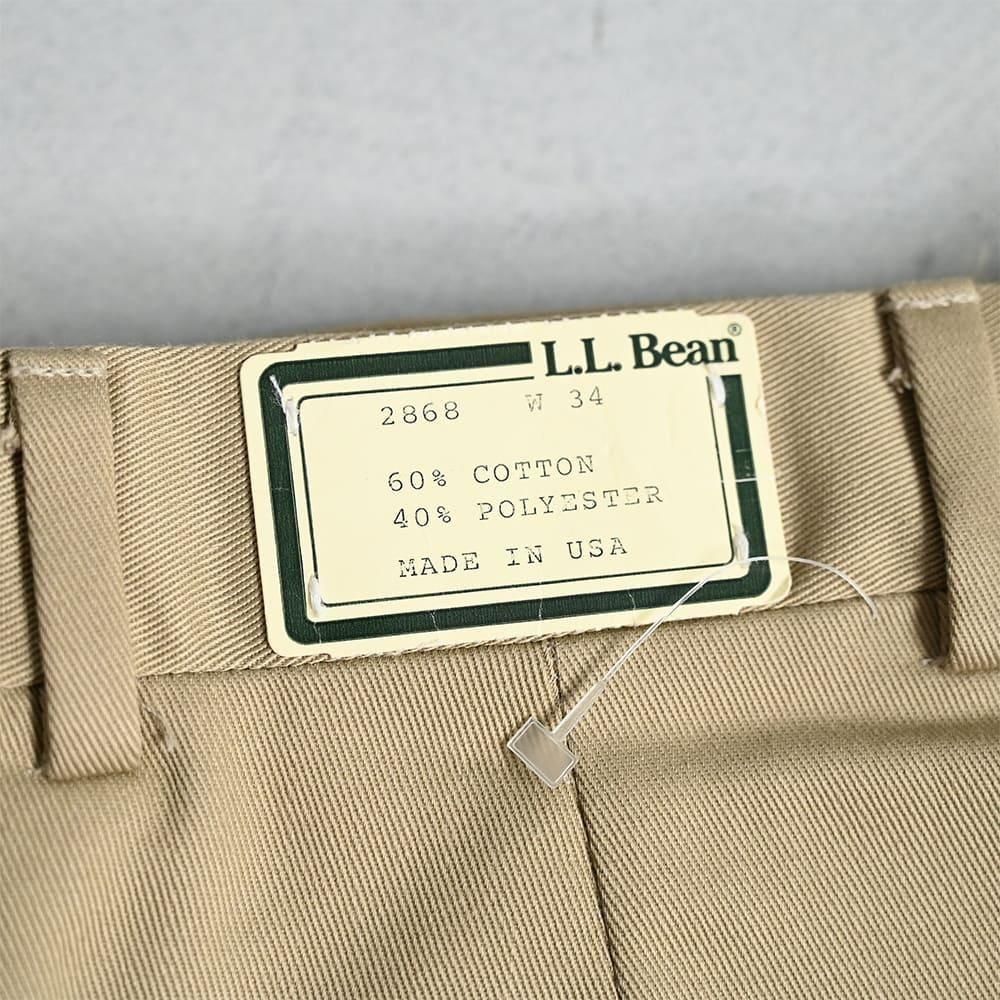 L.L. Bean®
2868 W 34
60% COTTON
40% POLYESTER
MADE IN USA